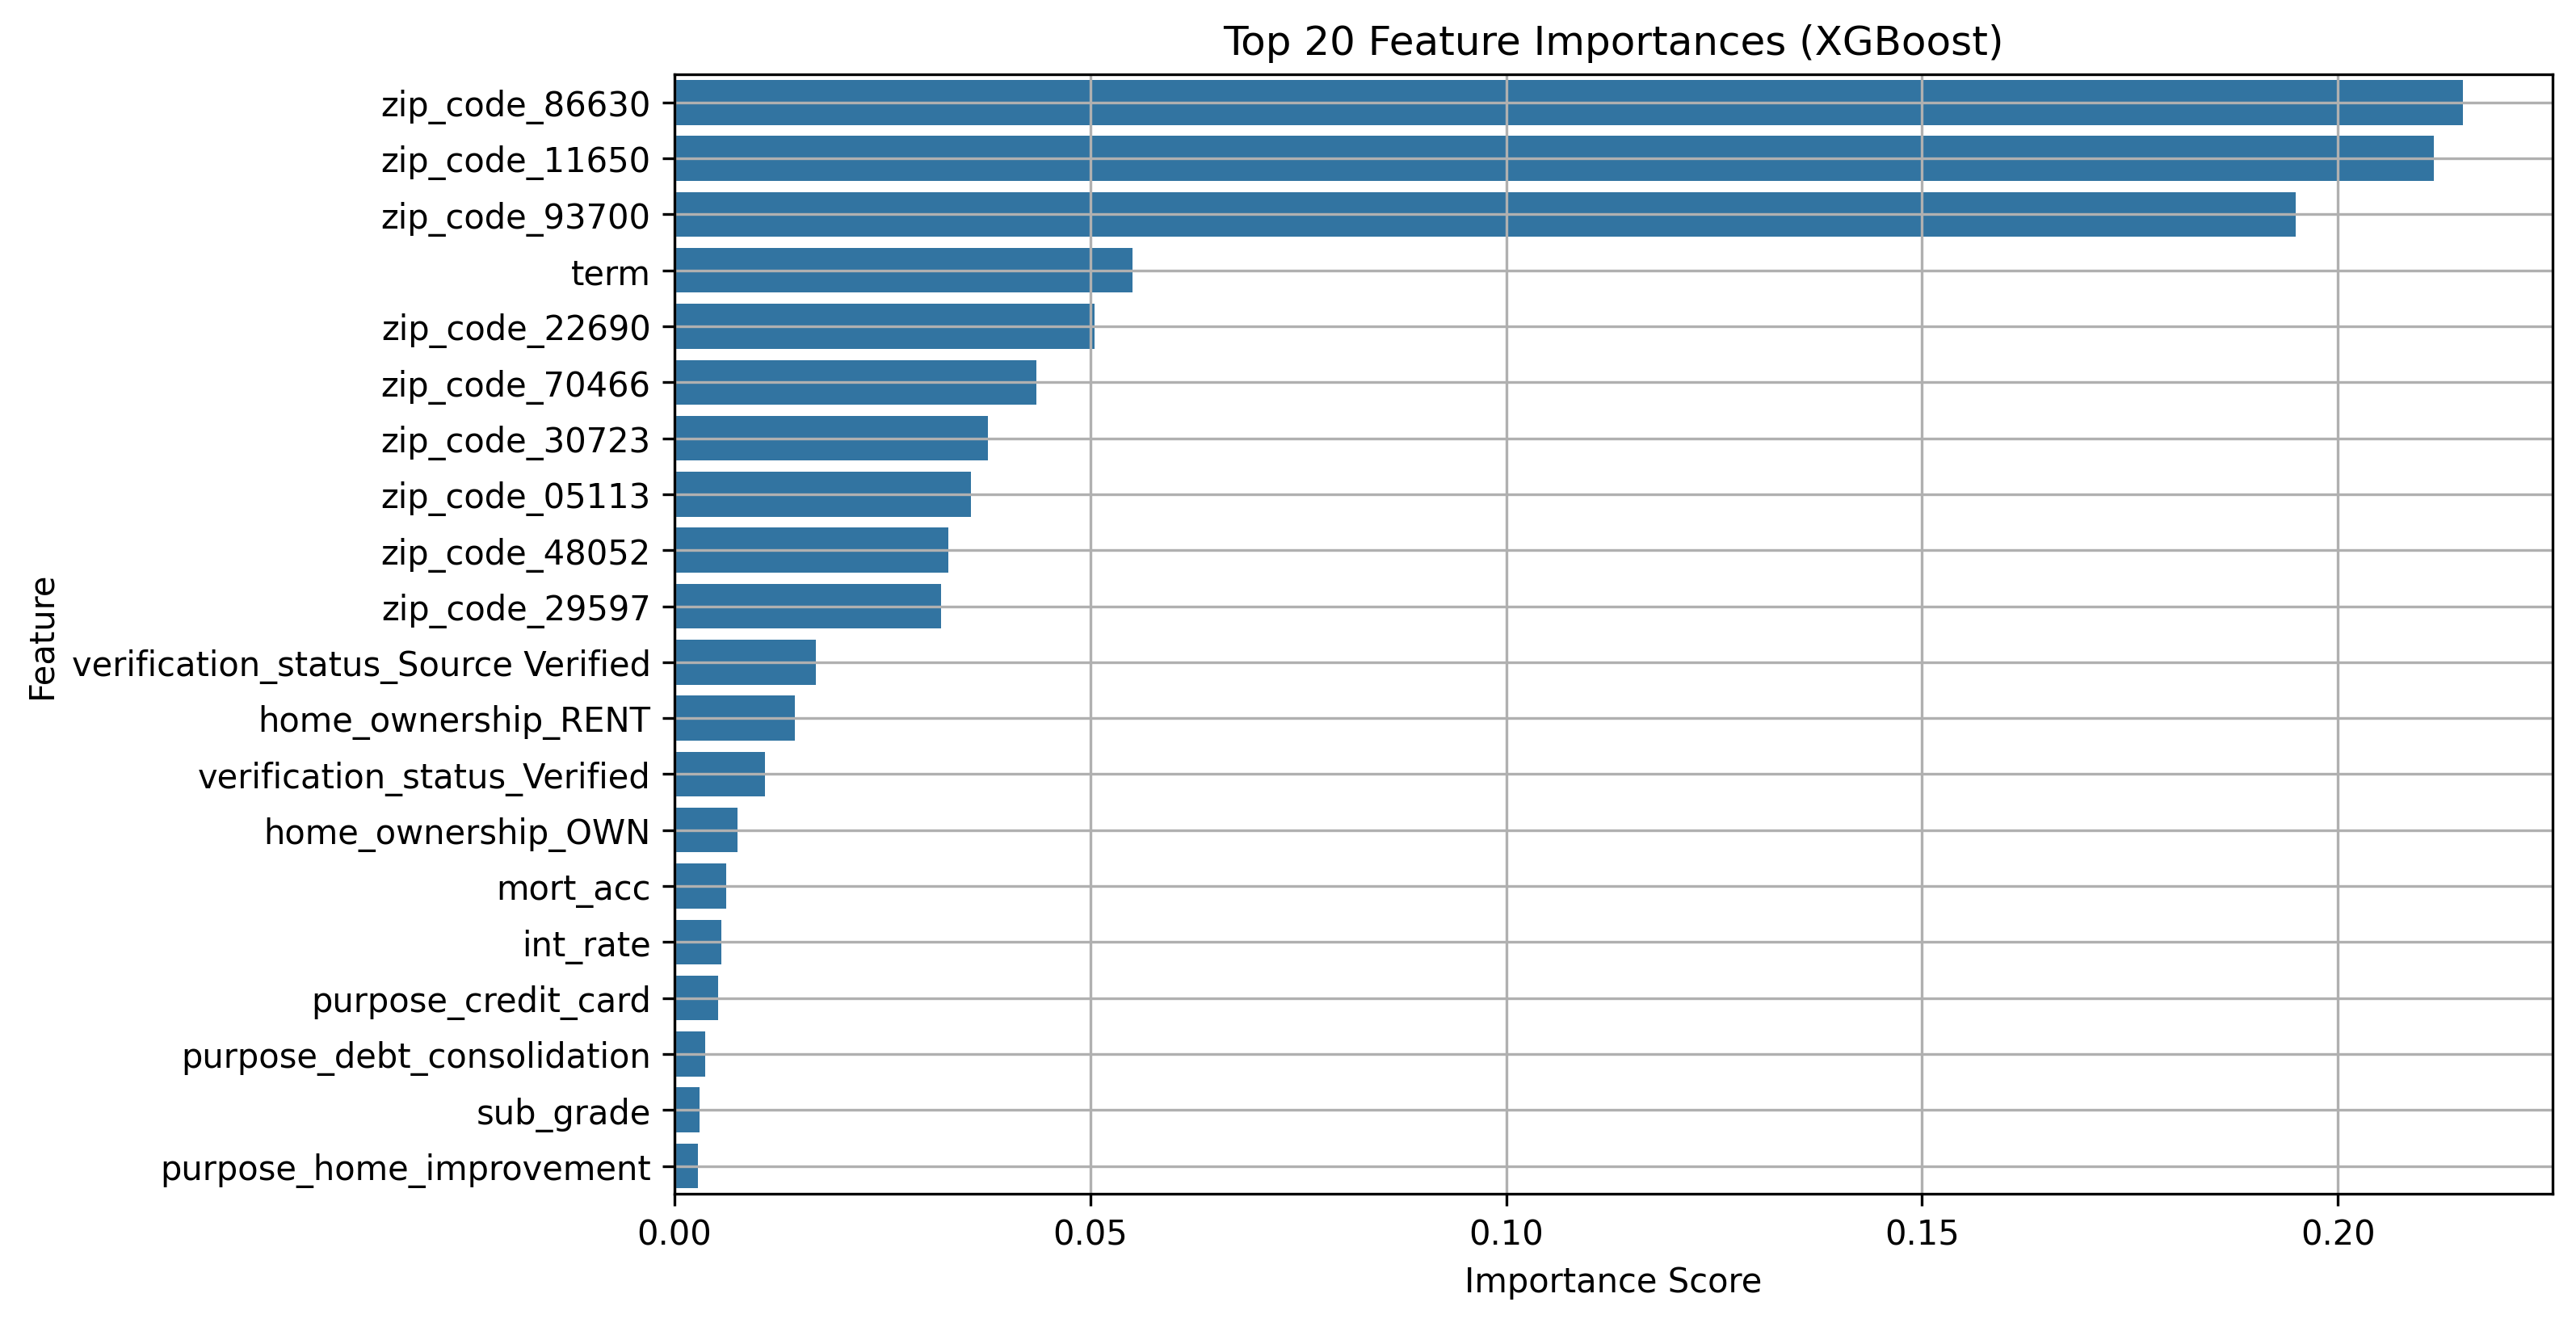 Top 20 Feature Importances (XGBoost)
zip_code_86630
zip_code_11650
zip_code_93700
term
zip_code_22690
zip_code_70466
zip_code_30723
zip_code_05113
zip_code_48052
zip_code_29597
verification_status_Source Verified
home_ownership_RENT
verification_status_Verified
home_ownership_OWN
mort_acc
int_rate
purpose_credit_card
purpose_debt_consolidation
sub_grade
purpose_home_improvement
Feature
0.00 0.05 0.10 0.15 0.20
Importance Score